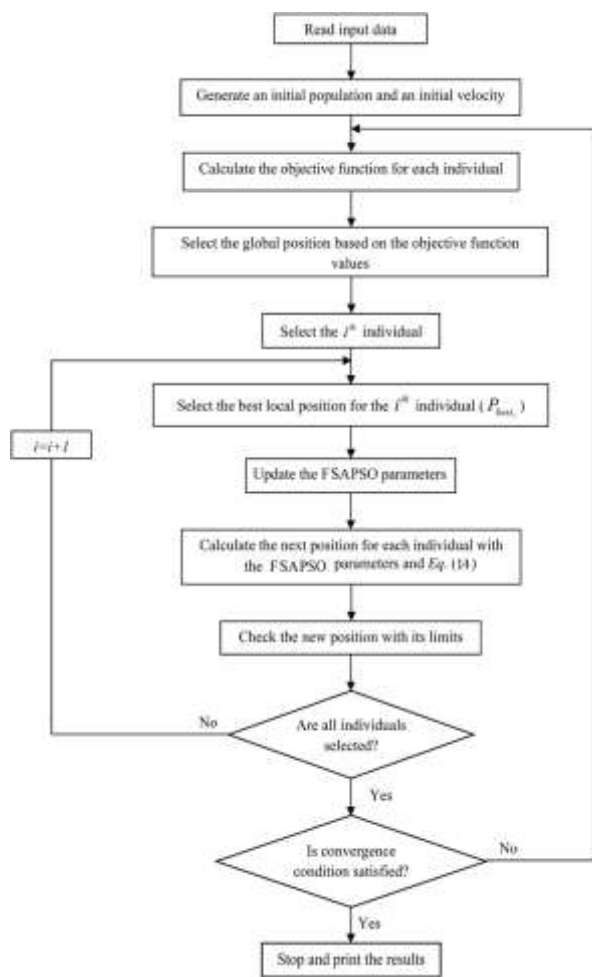 Read input data
Generate an initial population and an initial velocity
Calculate the objective function for each individual
Select the global position based on the objective function
values
Select the i th individual
Select the best local position for the i th individual ( P best, )
i=i+1
Update the FSAPSO parameters
Calculate the next position for each individual with
the FSAPSO parameters and Eq. (14)
Check the new position with its limits
No
Are all individuals
selected?
Yes
Is convergence
condition satisfied?
No
Yes
Stop and print the results